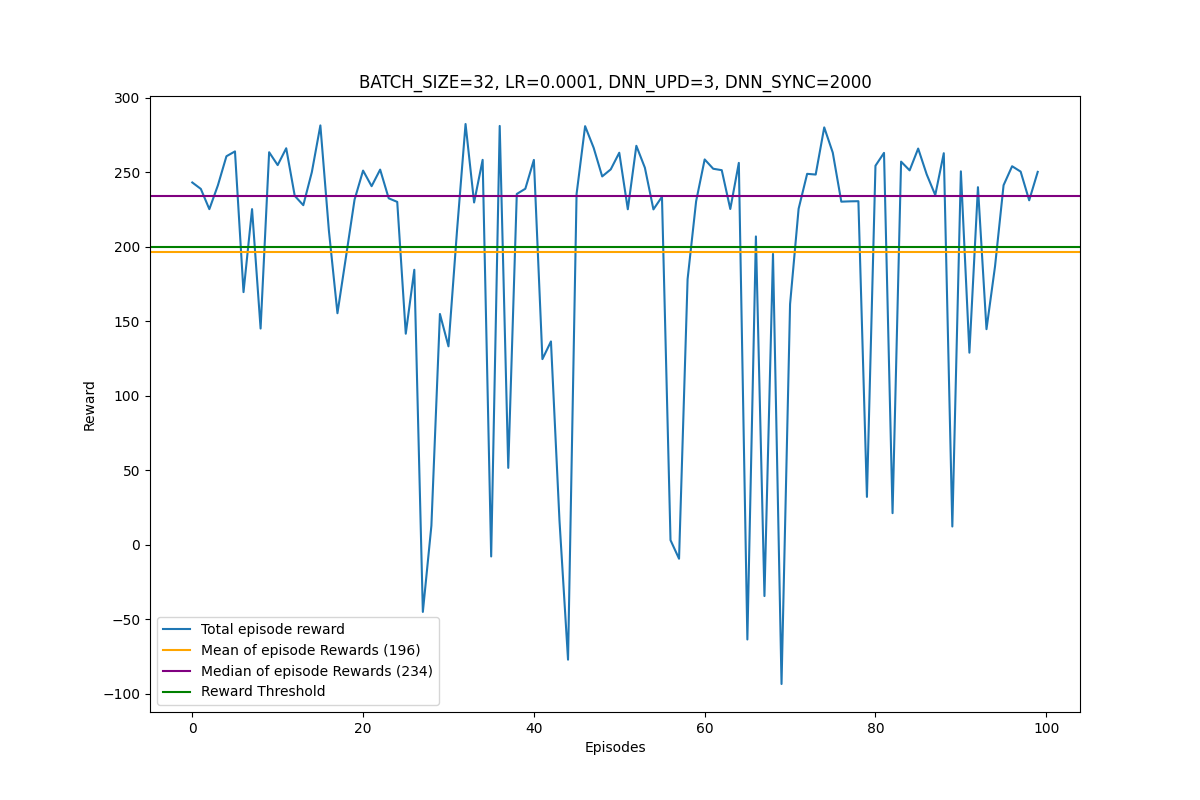 BATCH_SIZE=32, LR=0.0001, DNN_UPD=3, DNN_SYNC=2000
300
250
200
150
100
50
0
−50
−100
Reward
Total episode reward
Mean of episode Rewards (196)
Median of episode Rewards (234)
Reward Threshold
0 20 40 60 80 100
Episodes